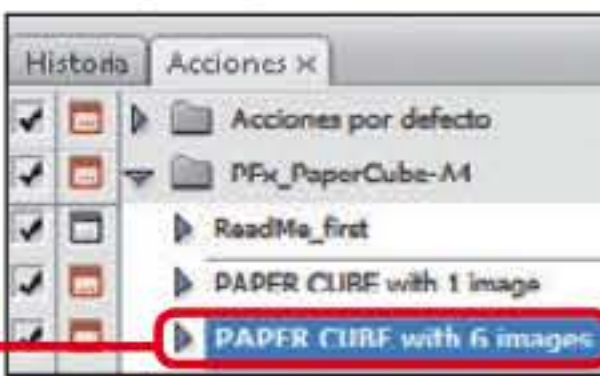 Historia Acciones ×
Acciones por defecto
PFx_PaperCube-A4
ReadMe_first
PAPER CUBE with 1 image
PAPER CUBE with 6 images